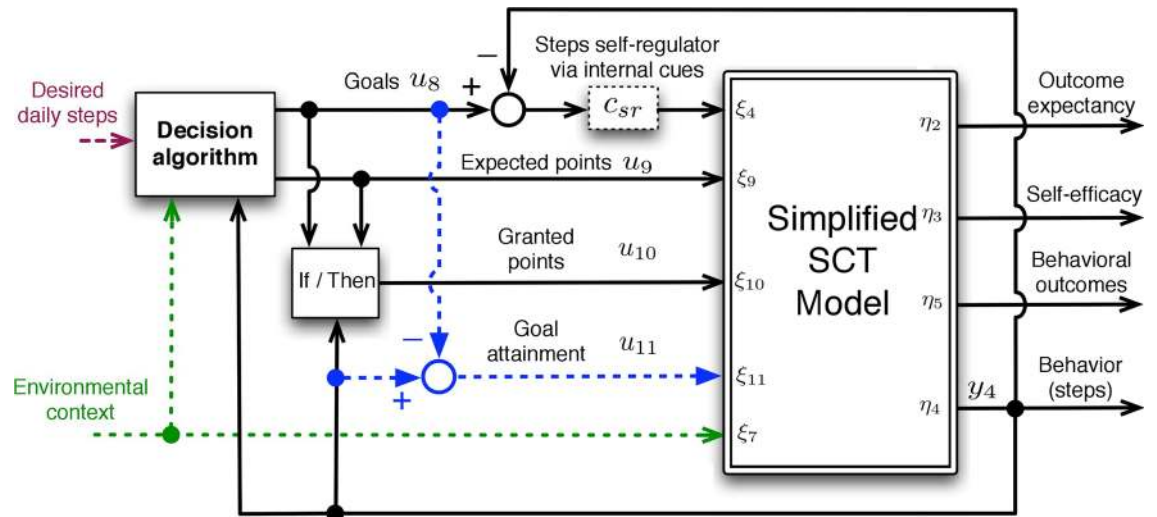 Steps self-regulator
via internal cues
−
+
Goals u₈
Desired
daily steps
Decision
algorithm
c_sr
ξ₄
η₂
Outcome
expectancy
Expected points u₉
ξ₉
Simplified
SCT
Model
η₃
Self-efficacy
Granted
points
u₁₀
If / Then
ξ₁₀
η₅
Behavioral
outcomes
−
+
Goal
attainment
u₁₁
ξ₁₁
Environmental
context
ξ₇
η₄
y₄
Behavior
(steps)